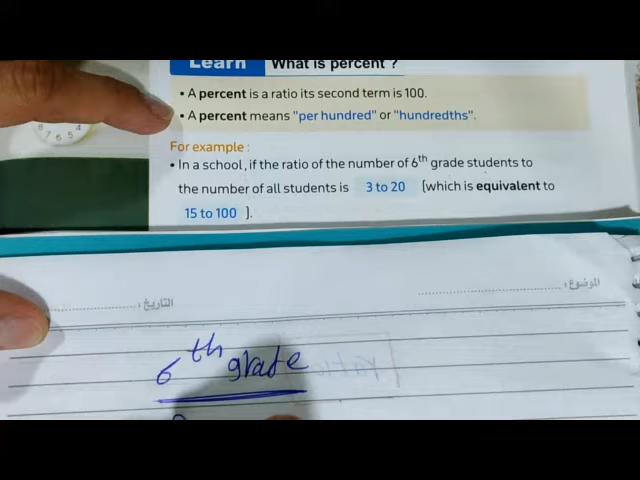 Learn What is percent ?
• A percent is a ratio its second term is 100.
• A percent means "per hundred" or "hundredths".
For example :
• In a school, if the ratio of the number of 6th grade students to
the number of all students is 3 to 20 (which is equivalent to
15 to 100 ).
الموضوع: ........................ التاريخ: ........................
6th grade